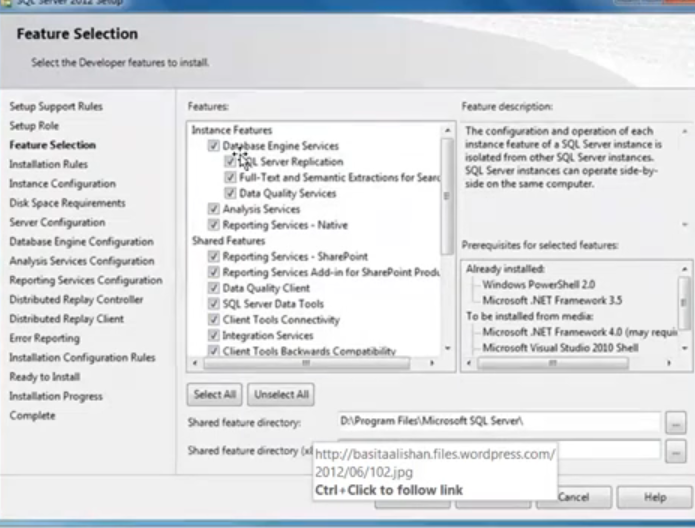 SQL Server 2012 Setup
Feature Selection
Select the Developer features to install.
Setup Support Rules
Setup Role
Feature Selection
Installation Rules
Instance Configuration
Disk Space Requirements
Server Configuration
Database Engine Configuration
Analysis Services Configuration
Reporting Services Configuration
Distributed Replay Controller
Distributed Replay Client
Error Reporting
Installation Configuration Rules
Ready to Install
Installation Progress
Complete
Features:
Instance Features
Database Engine Services
SQL Server Replication
Full-Text and Semantic Extractions for Searc
Data Quality Services
Analysis Services
Reporting Services - Native
Shared Features
Reporting Services - SharePoint
Reporting Services Add-in for SharePoint Produ
Data Quality Client
SQL Server Data Tools
Client Tools Connectivity
Integration Services
Client Tools Backwards Compatibility
Feature description:
The configuration and operation of each
instance feature of a SQL Server instance is
isolated from other SQL Server instances.
SQL Server instances can operate side-by-
side on the same computer.
Prerequisites for selected features:
Already installed:
Windows PowerShell 2.0
Microsoft .NET Framework 3.5
To be installed from media:
Microsoft .NET Framework 4.0 (may requir
Microsoft Visual Studio 2010 Shell
Select All
Unselect All
Shared feature directory:
D:\Program Files\Microsoft SQL Server\
...
Shared feature directory (x
...
http://basitaalishan.files.wordpress.com/
2012/06/102.jpg
Ctrl+Click to follow link
Cancel
Help